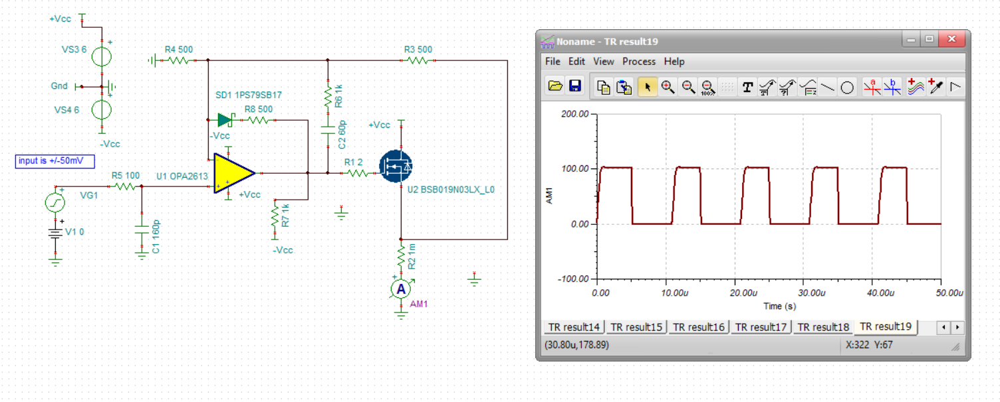 +Vcc
VS3 6
Gnd
VS4 6
-Vcc
input is +/-50mV
R4 500
R3 500
SD1 1PS79SB17
R8 500
R6 1k
C2 60p
-Vcc
+Vcc
R1 2
R5 100
U1 OPA2613
+Vcc
U2 BSB019N03LX_L0
VG1
V1 0
C1 160p
R7 1k
-Vcc
R2 1m
A
AM1
Noname - TR result19
File Edit View Process Help
100%
T
a
b
200.00
100.00
0.00
-100.00
AM1
0.00 10.00u 20.00u 30.00u 40.00u 50.00u
Time (s)
TR result14 TR result15 TR result16 TR result17 TR result18 TR result19
(30.80u,178.89) X:322 Y:67